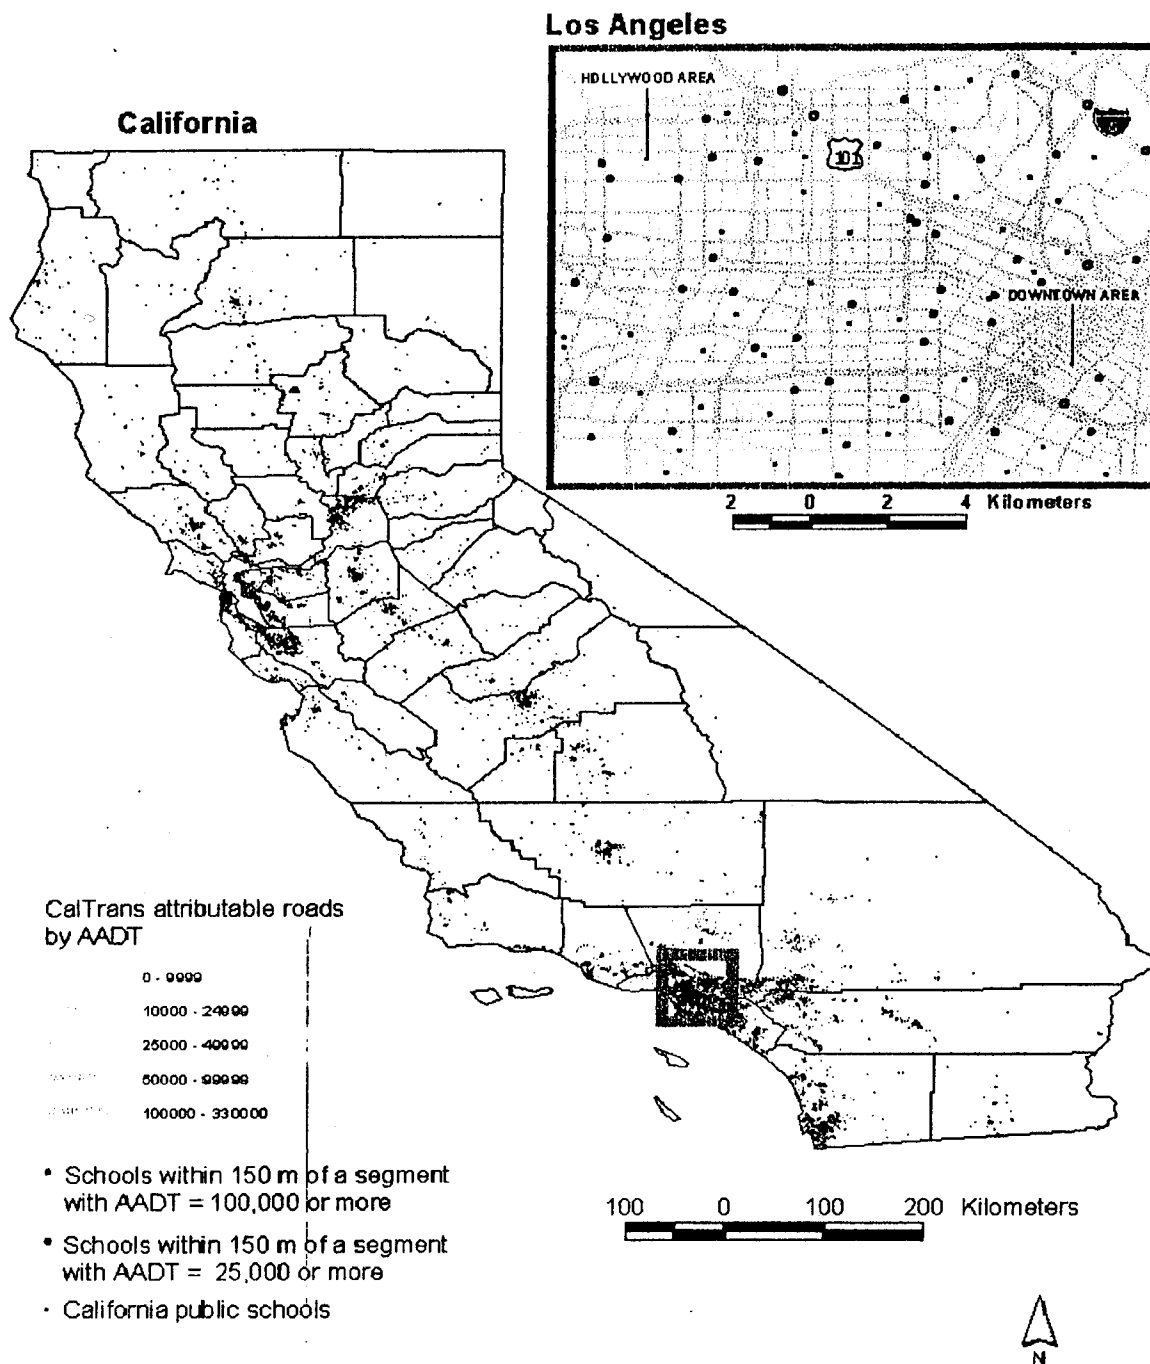 Los Angeles
HOLLYWOOD AREA
101
DOWNTOWN AREA
2 0 2 4 Kilometers
California
CalTrans attributable roads
by AADT
0 - 9999
10000 - 24999
25000 - 49999
50000 - 99999
100000 - 330000
Schools within 150 m of a segment
with AADT = 100,000 or more
Schools within 150 m of a segment
with AADT = 25,000 or more
California public schools
100 0 100 200 Kilometers
N